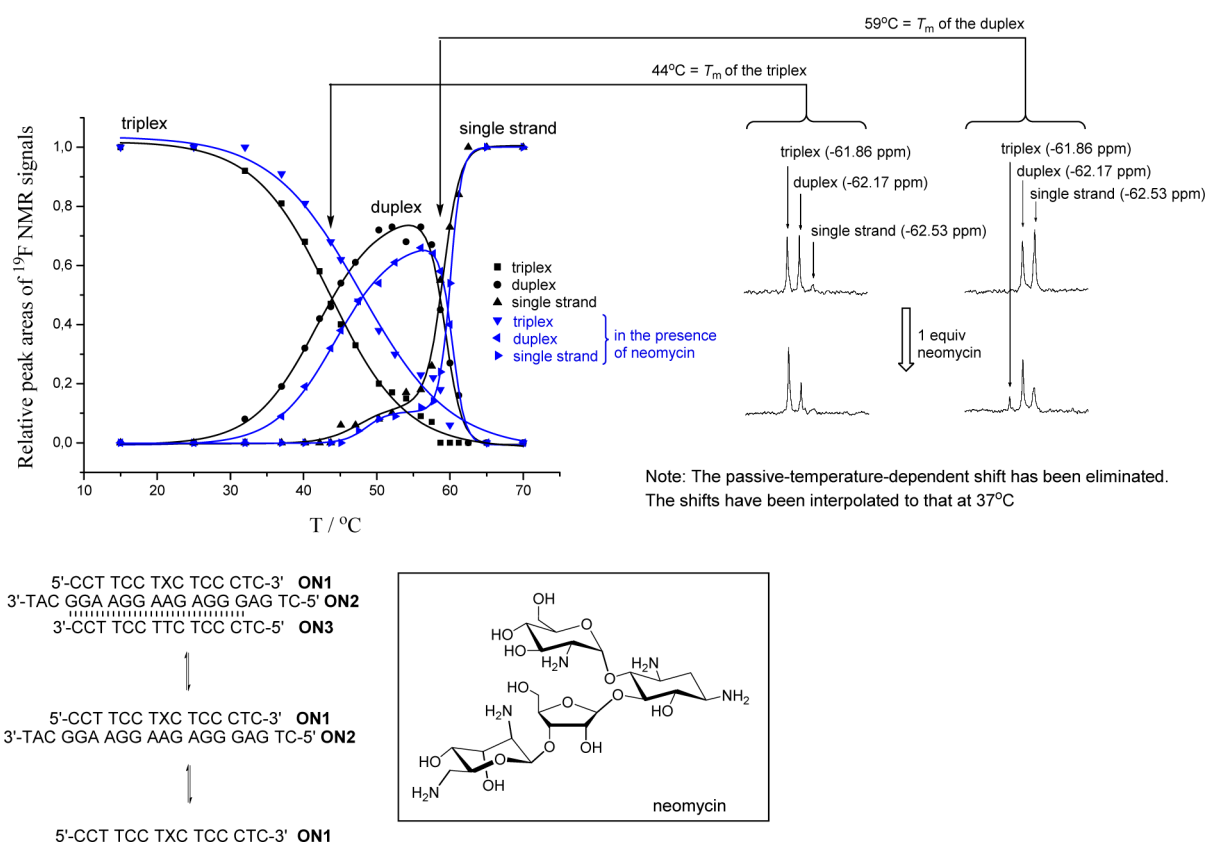 59°C = Tm of the duplex
44°C = Tm of the triplex
triplex
single strand
duplex
Relative peak areas of 19F NMR signals
1,0
0,8
0,6
0,4
0,2
0,0
10 20 30 40 50 60 70
T / °C
triplex
duplex
single strand
triplex
duplex
single strand
in the presence
of neomycin
triplex (-61.86 ppm)
duplex (-62.17 ppm)
single strand (-62.53 ppm)
triplex (-61.86 ppm)
duplex (-62.17 ppm)
single strand (-62.53 ppm)
1 equiv
neomycin
Note: The passive-temperature-dependent shift has been eliminated.
The shifts have been interpolated to that at 37°C
5'-CCT TCC TXC TCC CTC-3' ON1
3'-TAC GGA AGG AAG AGG GAG TC-5' ON2
3'-CCT TCC TTC TCC CTC-5' ON3
5'-CCT TCC TXC TCC CTC-3' ON1
3'-TAC GGA AGG AAG AGG GAG TC-5' ON2
5'-CCT TCC TXC TCC CTC-3' ON1
OH
HO
O
HO
H2N
O
H2N
NH2
HO
O
HO
O
H2N
O
OH
HO
O
OH
H2N
neomycin